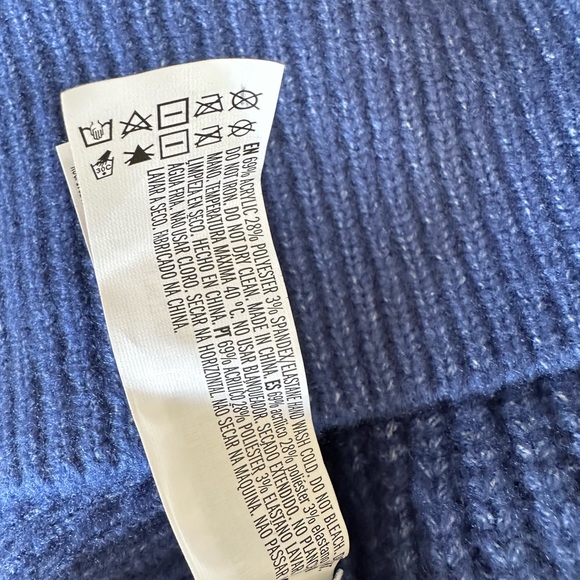 EN 69% ACRYLIC 28% POLYESTER 3% SPANDEX/ELASTANE HAND WASH COLD. DO NOT BLEACH.
DO NOT IRON. DO NOT DRY CLEAN. MADE IN CHINA. ES 69% acrílico 28% poliéster 3% elastano
MANO. TEMPERATURA MÁXIMA 40 °C. NO USAR BLANQUEADOR. SECADO EXTENDIDO. NO PLANC
LIMPIEZA EN SECO. HECHO EN CHINA. PT 69% ACRÍLICO 28% POLIÉSTER 3% ELASTANO LAVAR
ÁGUA FRIA. NÃO USAR CLORO. SECAR NA HORIZONTAL. NÃO SECAR NA MÁQUINA. NÃO PASSAR
LAVAR A SECO. FABRICADO NA CHINA.